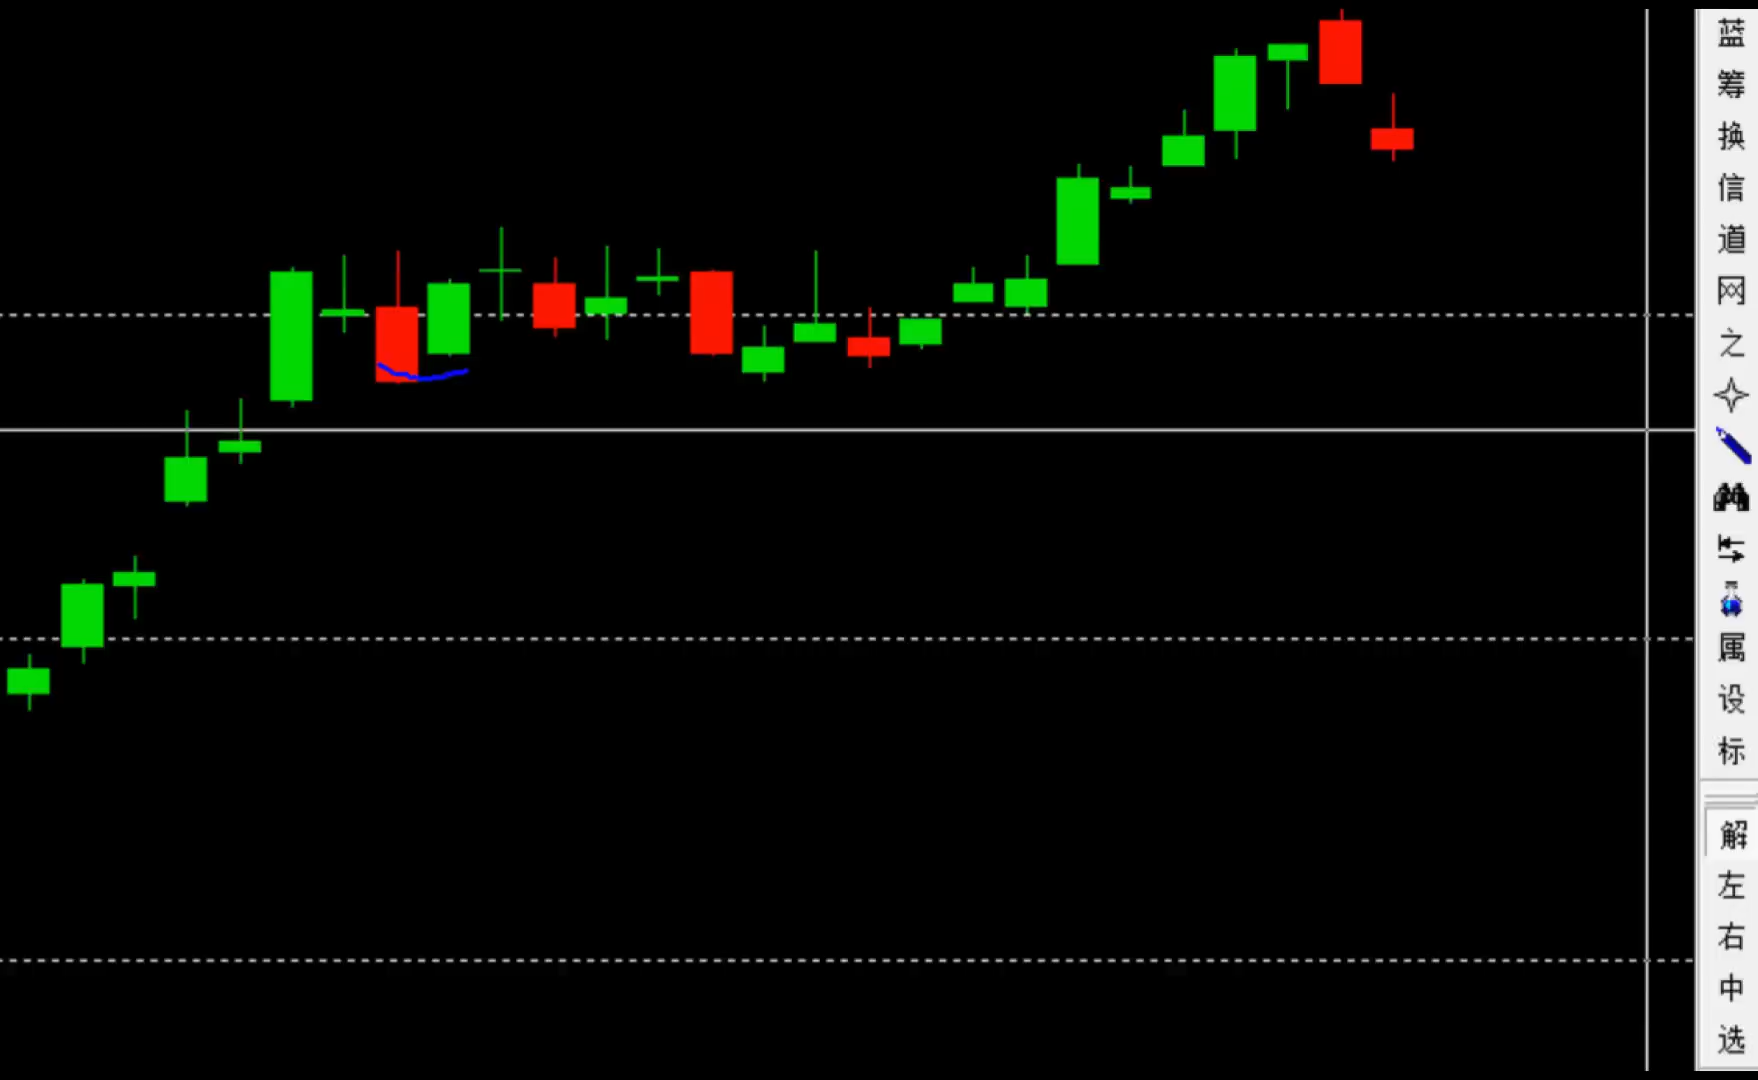 蓝
筹
换
信
道
网
之
属
设
标
解
左
右
中
选